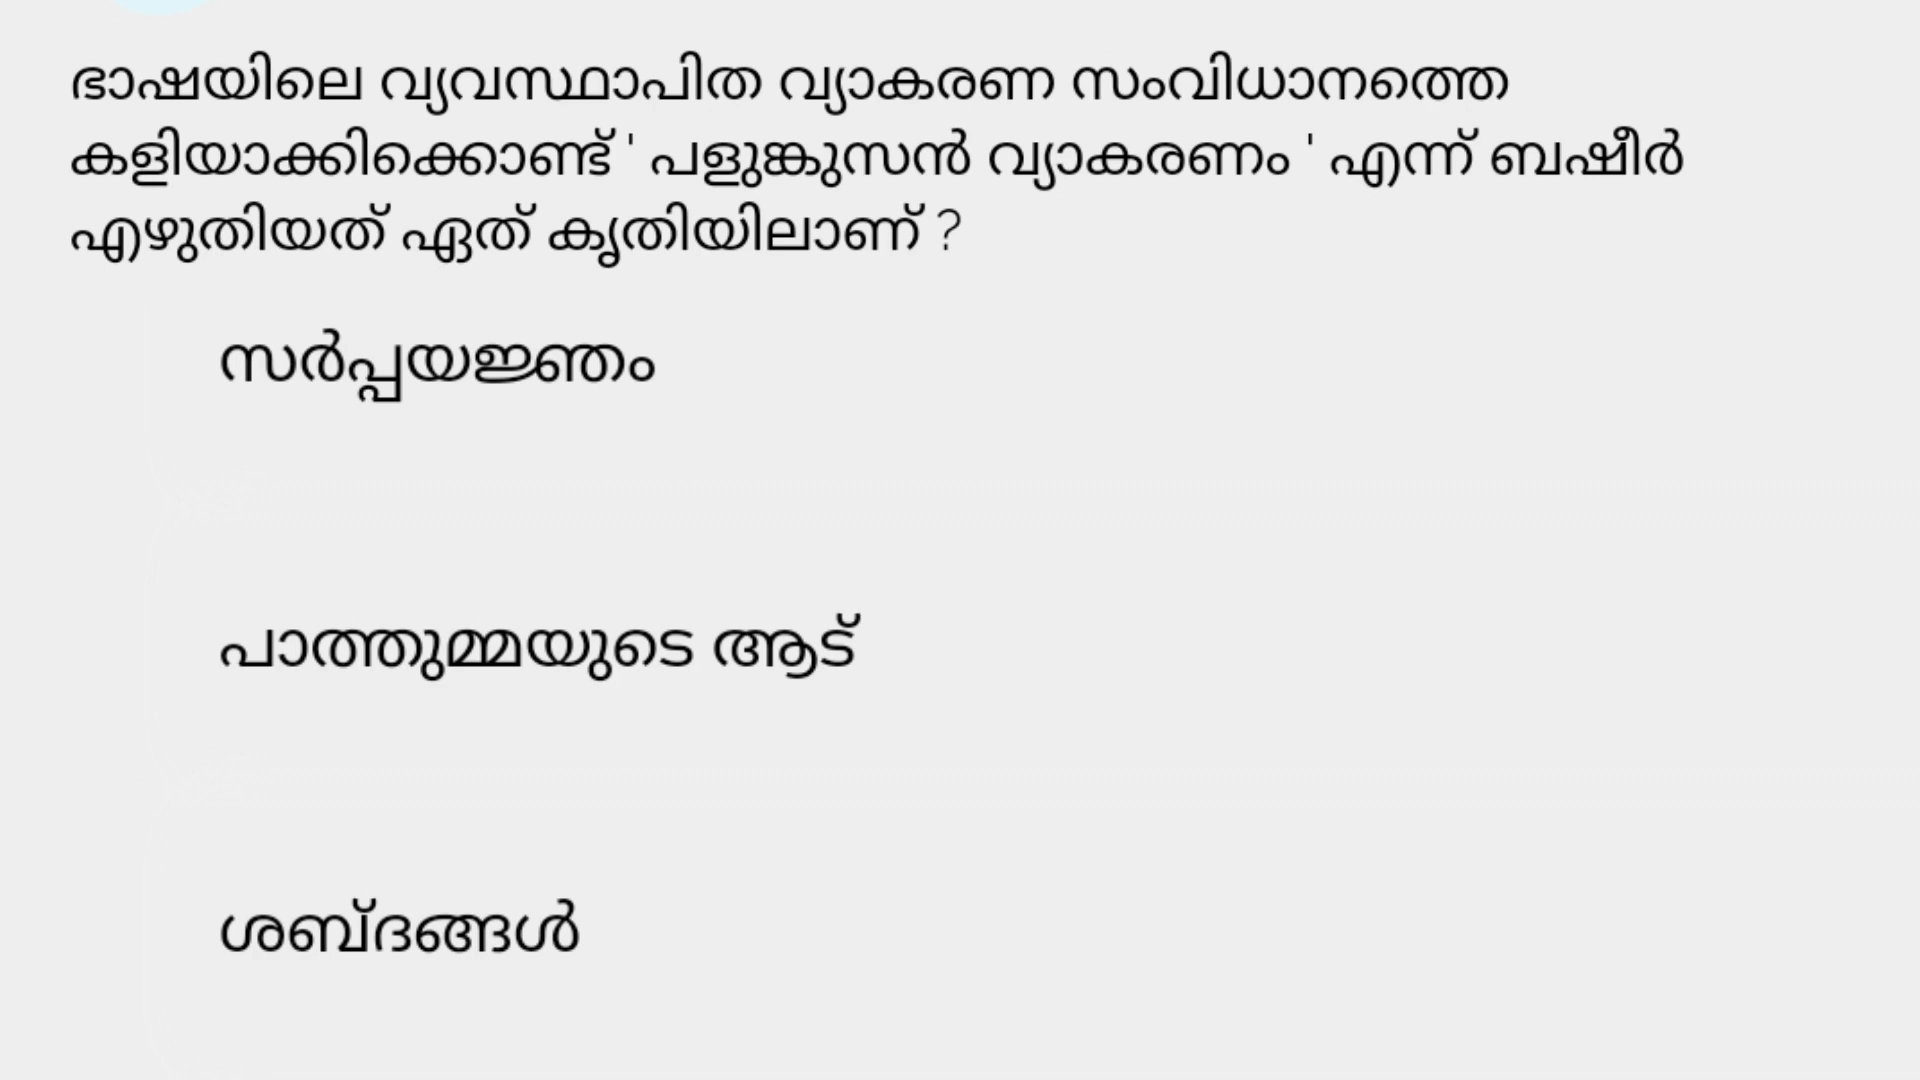 ഭാഷയിലെ വ്യവസ്ഥാപിത വ്യാകരണ സംവിധാനത്തെ
കളിയാക്കിക്കൊണ്ട് ' പളുങ്കുസൻ വ്യാകരണം ' എന്ന് ബഷീർ
എഴുതിയത് ഏത് കൃതിയിലാണ് ?
സർപ്പയജ്ഞം
പാത്തുമ്മയുടെ ആട്
ശബ്ദങ്ങൾ